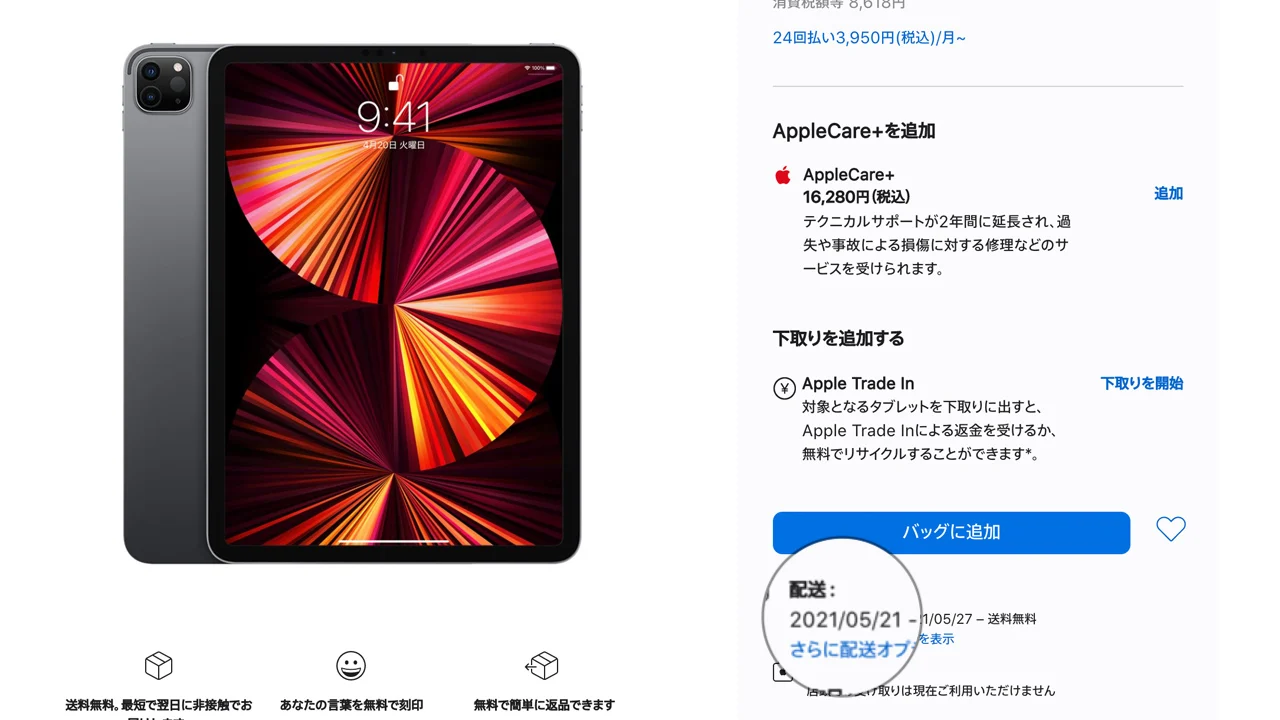 消費税額等 8,618円
24回払い3,950円(税込)/月~
AppleCare+を追加
AppleCare+
16,280円(税込)
追加
テクニカルサポートが2年間に延長され、過
失や事故による損傷に対する修理などのサ
ービスを受けられます。
下取りを追加する
Apple Trade In
下取りを開始
対象となるタブレットを下取りに出すと、
Apple Trade Inによる返金を受けるか、
無料でリサイクルすることができます*。
バッグに追加
配送：
2021/05/21 – 1/05/27 – 送料無料
さらに配送オプ を表示
受け取りは現在ご利用いただけません
100%
9:41
4月20日 火曜日
送料無料。最短で翌日に非接触でお
あなたの言葉を無料で刻印
無料で簡単に返品できます